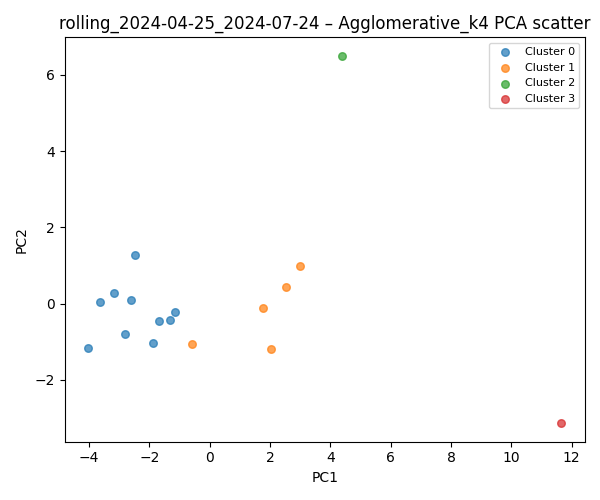 rolling_2024-04-25_2024-07-24 – Agglomerative_k4 PCA scatter
Cluster 0
Cluster 1
Cluster 2
Cluster 3
PC2
6
4
2
0
−2
−4 −2 0 2 4 6 8 10 12
PC1